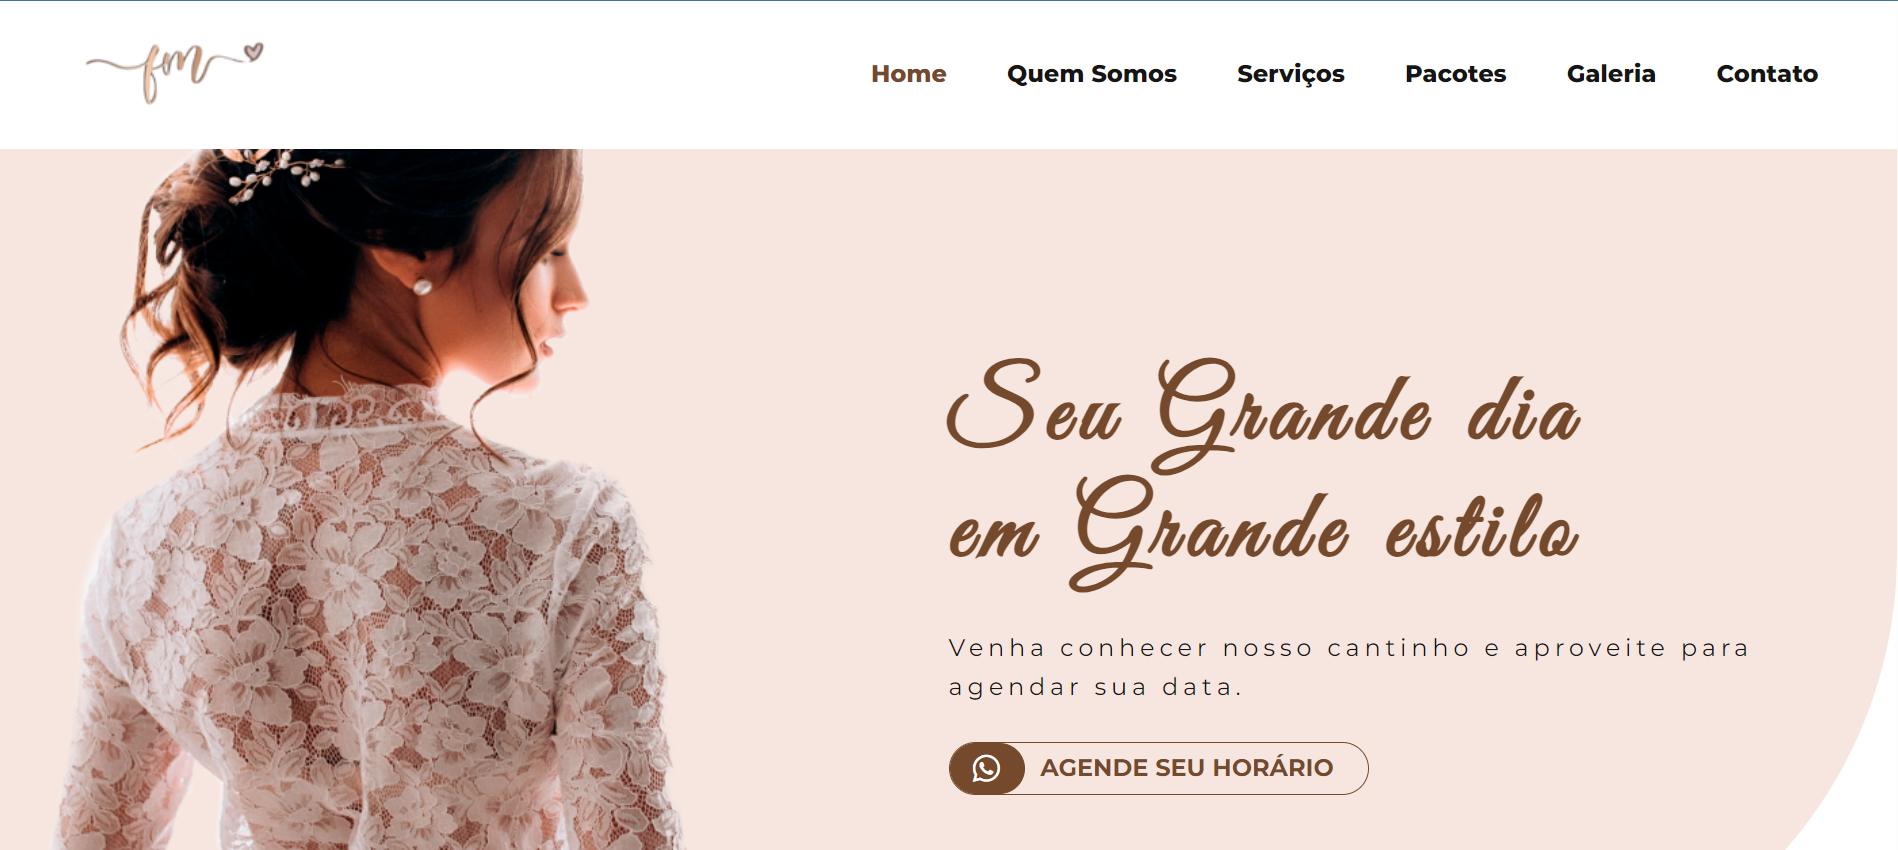 fm
Home Quem Somos Serviços Pacotes Galeria Contato
Seu Grande dia
em Grande estilo
Venha conhecer nosso cantinho e aproveite para
agendar sua data.
AGENDE SEU HORÁRIO